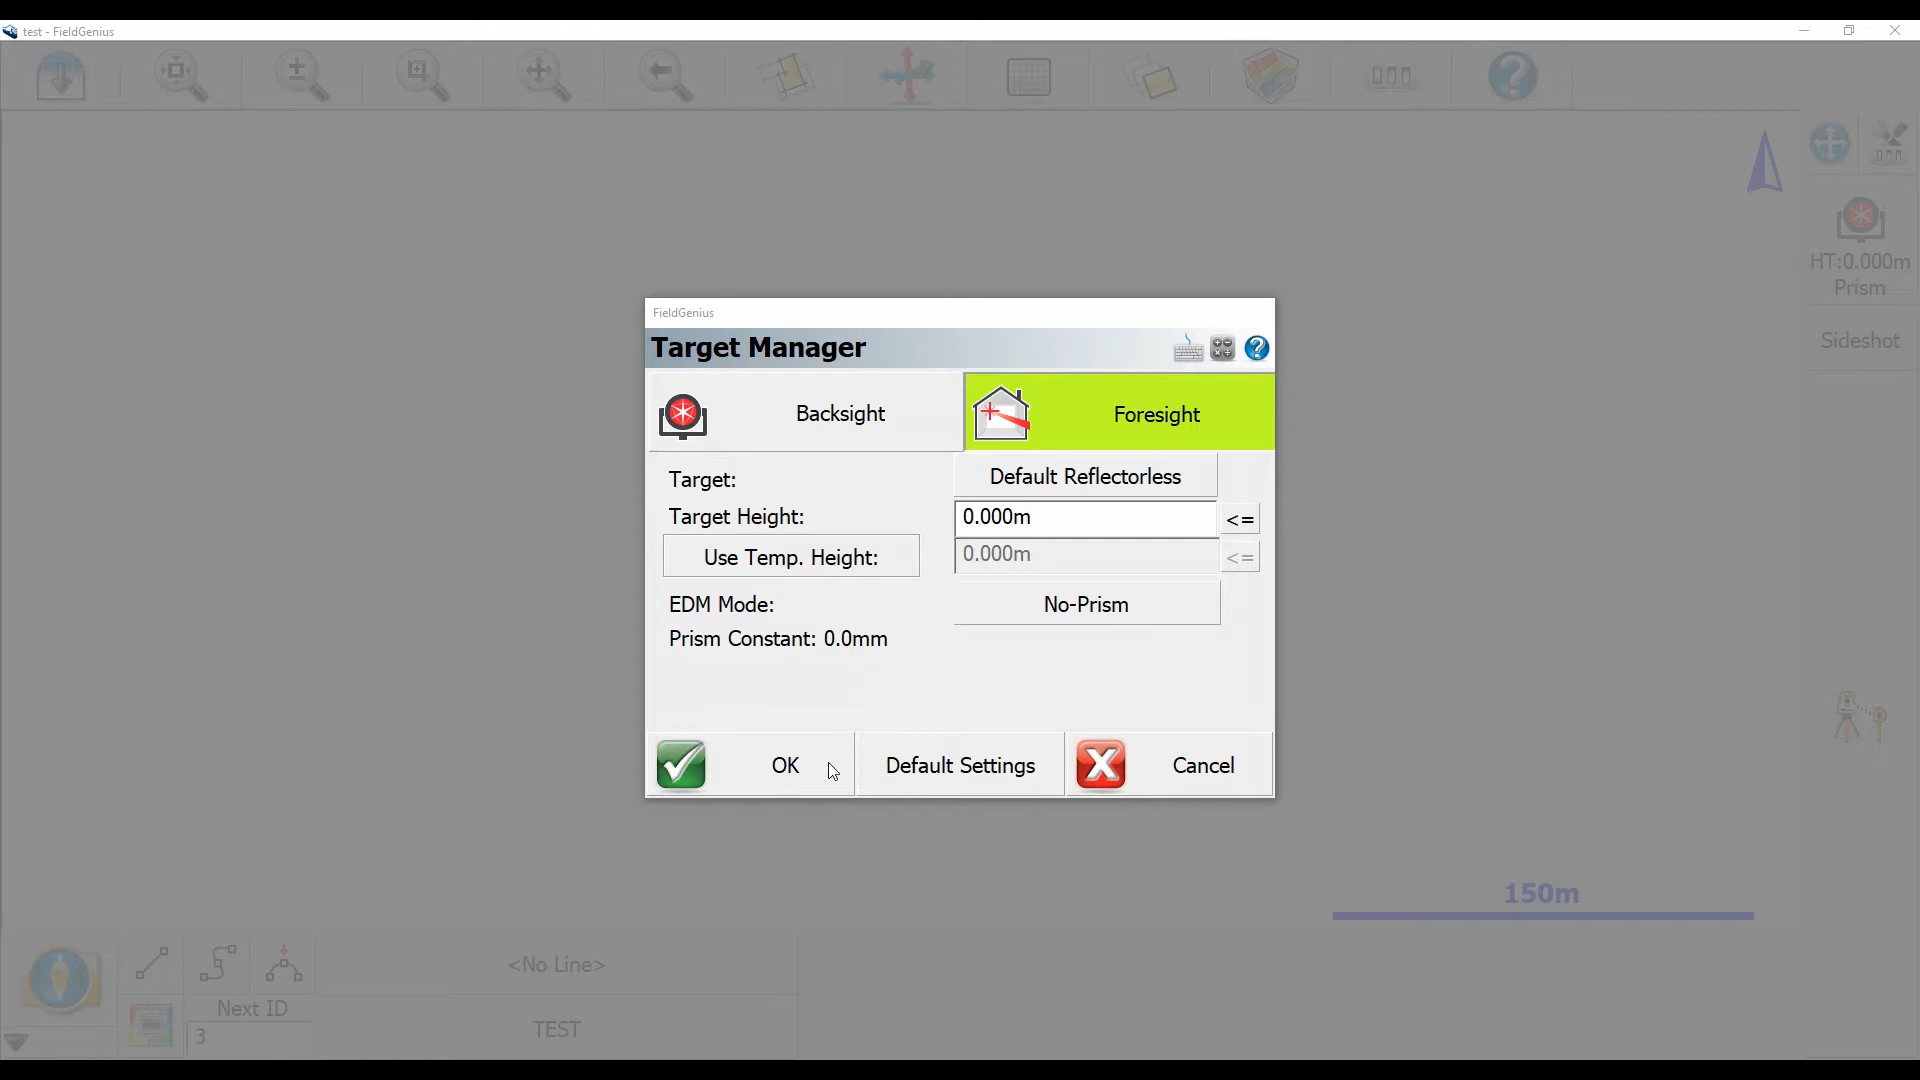 test - FieldGenius
HT:0.000m
Prism
Sideshot
FieldGenius
Target Manager
Backsight
Foresight
Target:
Default Reflectorless
Target Height:
0.000m
<=
Use Temp. Height:
0.000m
<=
EDM Mode:
No-Prism
Prism Constant: 0.0mm
OK
Default Settings
Cancel
150m
<No Line>
Next ID
3
TEST